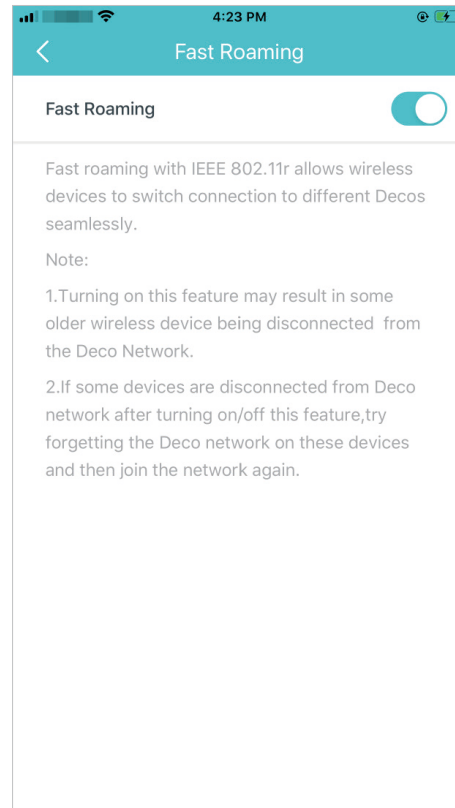 4:23 PM
Fast Roaming
Fast Roaming
Fast roaming with IEEE 802.11r allows wireless
devices to switch connection to different Decos
seamlessly.
Note:
1.Turning on this feature may result in some
older wireless device being disconnected  from
the Deco Network.
2.If some devices are disconnected from Deco
network after turning on/off this feature,try
forgetting the Deco network on these devices
and then join the network again.